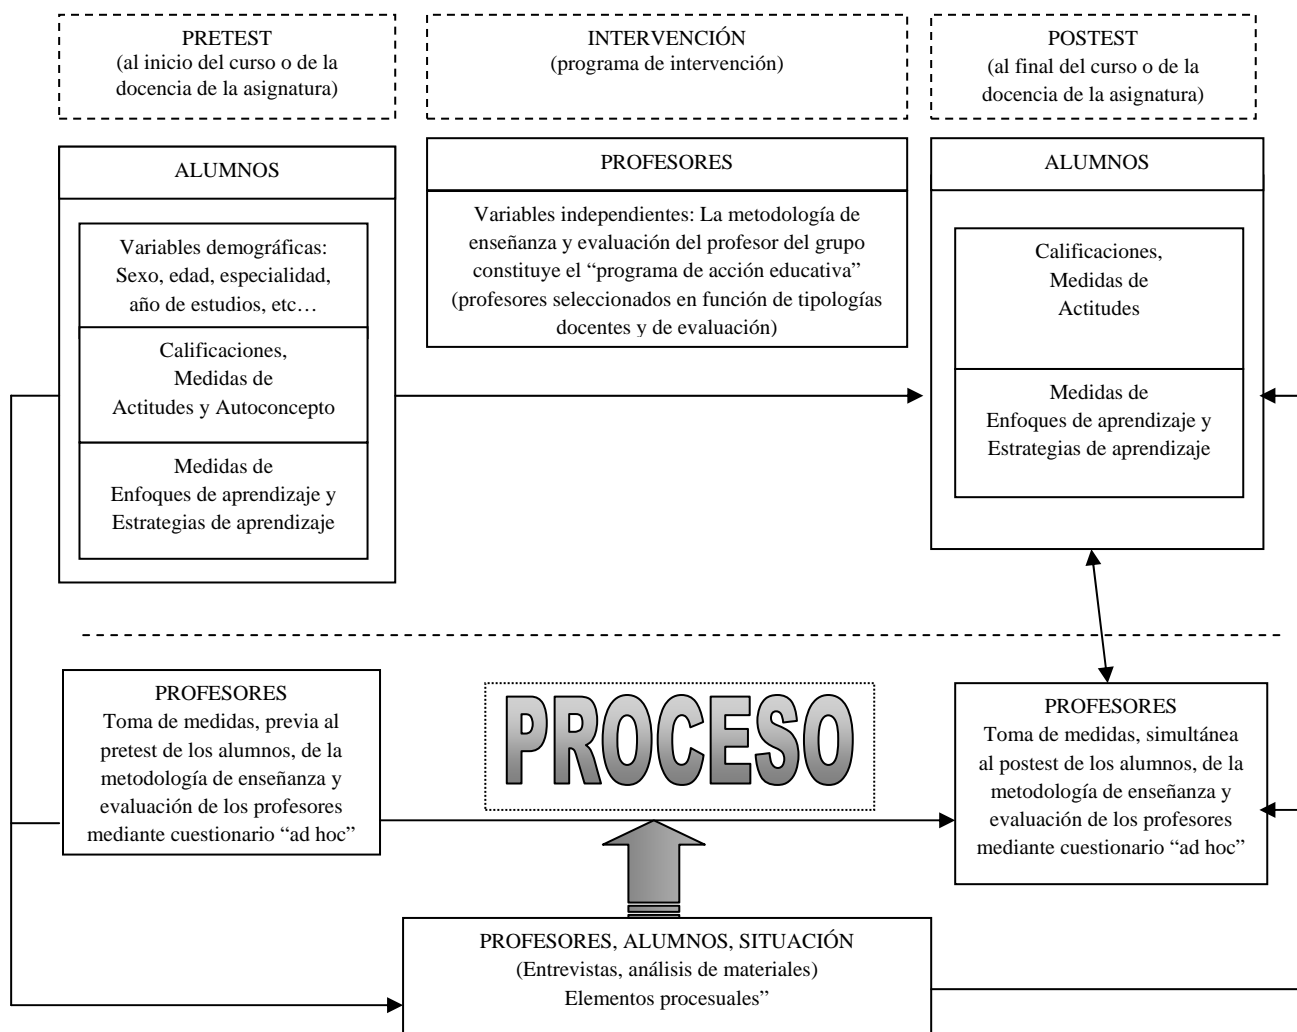 PRETEST
(al inicio del curso o de la
docencia de la asignatura)
INTERVENCIÓN
(programa de intervención)
POSTEST
(al final del curso o de la
docencia de la asignatura)
ALUMNOS
Variables demográficas:
Sexo, edad, especialidad,
año de estudios, etc…
Calificaciones,
Medidas de
Actitudes y Autoconcepto
Medidas de
Enfoques de aprendizaje y
Estrategias de aprendizaje
PROFESORES
Variables independientes: La metodología de
enseñanza y evaluación del profesor del grupo
constituye el “programa de acción educativa”
(profesores seleccionados en función de tipologías
docentes y de evaluación)
ALUMNOS
Calificaciones,
Medidas de
Actitudes
Medidas de
Enfoques de aprendizaje y
Estrategias de aprendizaje
PROFESORES
Toma de medidas, previa al
pretest de los alumnos, de la
metodología de enseñanza y
evaluación de los profesores
mediante cuestionario “ad hoc”
PROCESO
PROFESORES
Toma de medidas, simultánea
al postest de los alumnos, de la
metodología de enseñanza y
evaluación de los profesores
mediante cuestionario “ad hoc”
PROFESORES, ALUMNOS, SITUACIÓN
(Entrevistas, análisis de materiales)
Elementos procesuales”